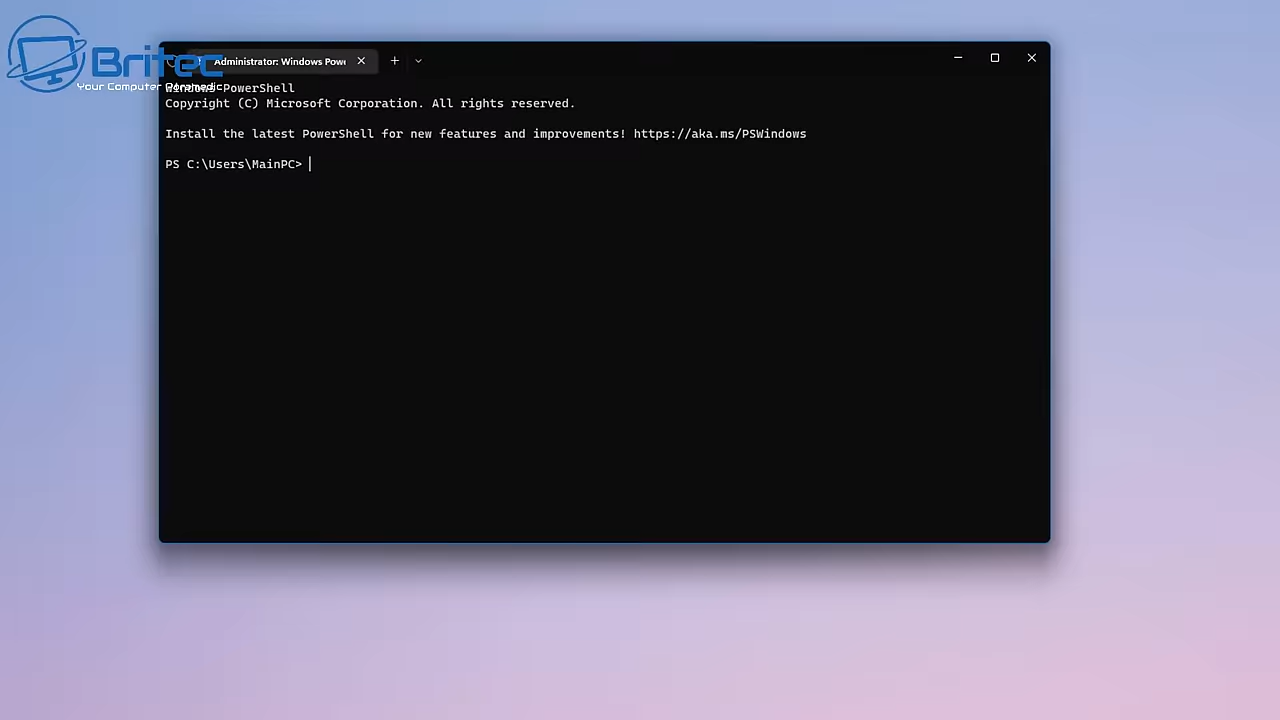 Britec
Your Computer Paramedic
Administrator: Windows Powe
Windows PowerShell
Copyright (C) Microsoft Corporation. All rights reserved.
Install the latest PowerShell for new features and improvements! https://aka.ms/PSWindows
PS C:\Users\MainPC>